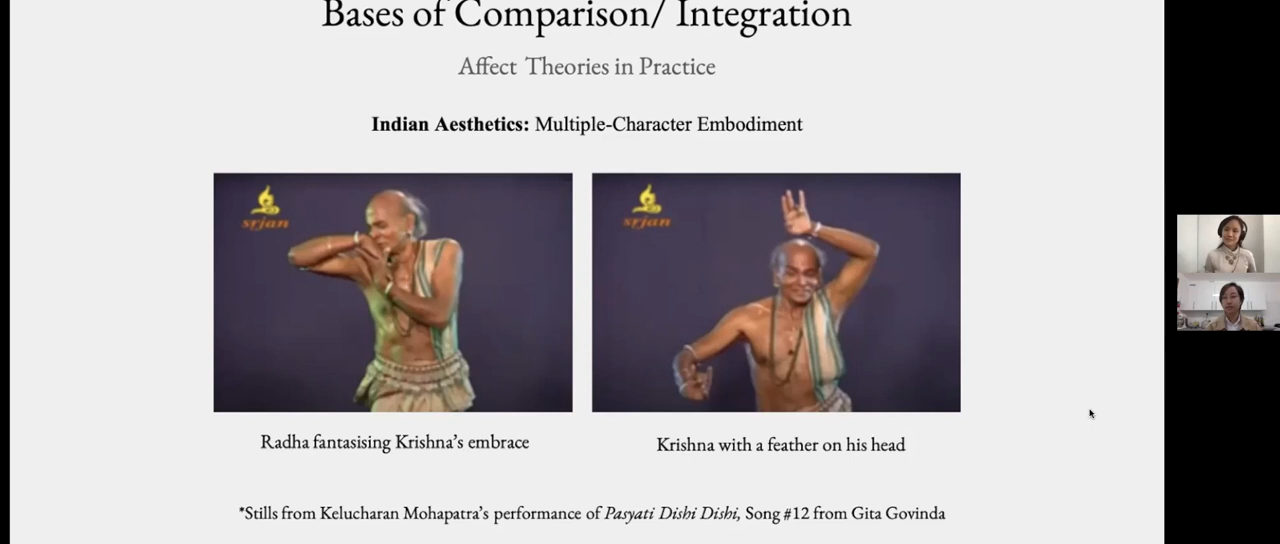 Bases of Comparison/ Integration
Affect Theories in Practice
Indian Aesthetics: Multiple-Character Embodiment
srjan
srjan
Radha fantasising Krishna’s embrace
Krishna with a feather on his head
*Stills from Kelucharan Mohapatra’s performance of Pasyati Dishi Dishi, Song #12 from Gita Govinda